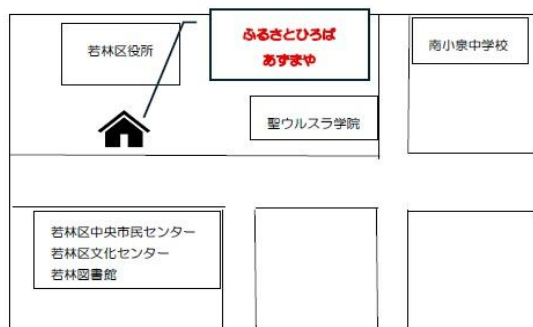 若林区役所
ふるさとひろば
あずまや
南小泉中学校
聖ウルスラ学院
若林区中央市民センター
若林区文化センター
若林図書館